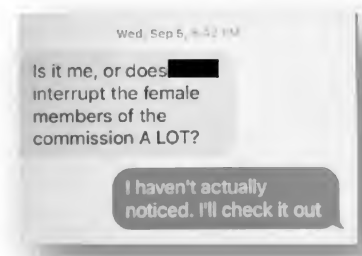 Wed, Sep 5,
Is it me, or does
interrupt the female
members of the
commission A LOT?
I haven't actually
noticed. I'll check it out